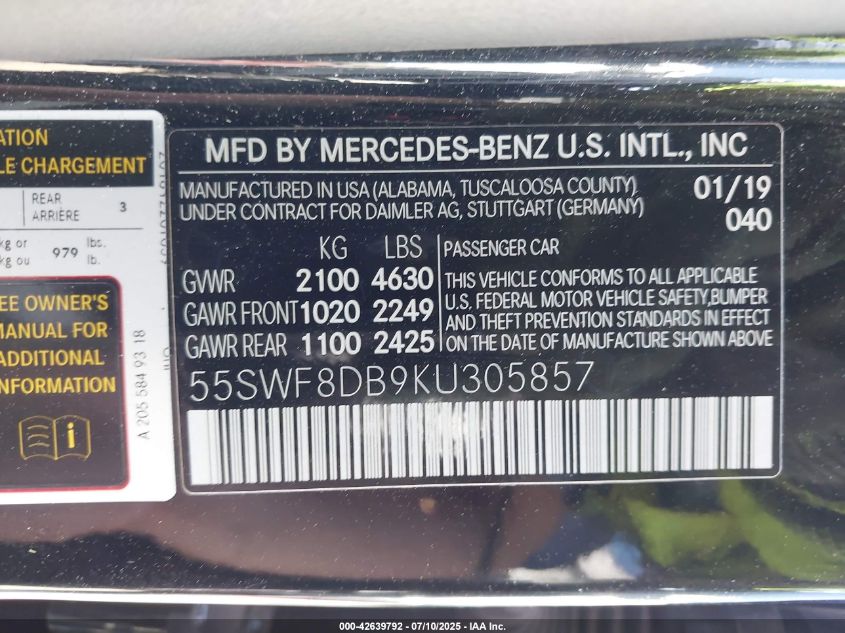 ATION
LE CHARGEMENT
REAR
ARRIÈRE 3
kg or
kg ou 979 lbs.
lb.
EE OWNER'S
MANUAL FOR
ADDITIONAL
INFORMATION
A 205 584 93 18
MFD BY MERCEDES-BENZ U.S. INTL., INC
MANUFACTURED IN USA (ALABAMA, TUSCALOOSA COUNTY) 01/19
UNDER CONTRACT FOR DAIMLER AG, STUTTGART (GERMANY) 040
KG LBS PASSENGER CAR
GVWR 2100 4630
GAWR FRONT 1020 2249
GAWR REAR 1100 2425
THIS VEHICLE CONFORMS TO ALL APPLICABLE
U.S. FEDERAL MOTOR VEHICLE SAFETY, BUMPER
AND THEFT PREVENTION STANDARDS IN EFFECT
ON THE DATE OF MANUFACTURE SHOWN ABOVE
55SWF8DB9KU305857
000-42639792 - 07/10/2025 - IAA Inc.